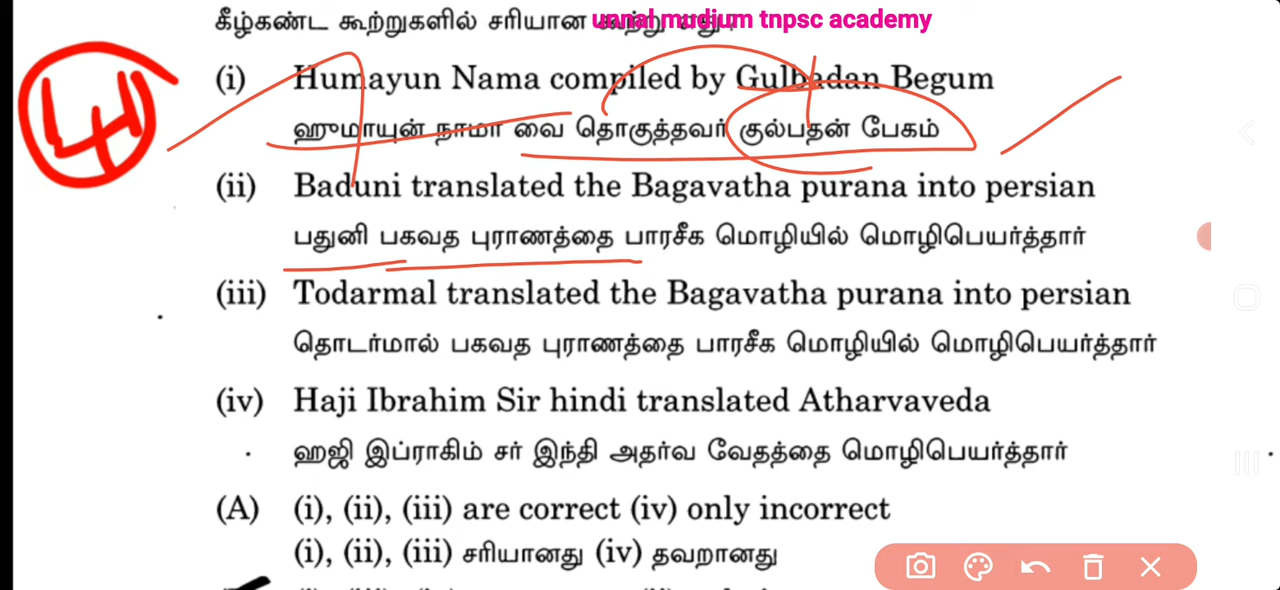 கீழ்கண்ட கூற்றுகளில் சரியான
unnal mudium tnpsc academy
(i) Humayun Nama compiled by Gulbadan Begum
ஹுமாயுன் நாமா வை தொகுத்தவர் குல்பதன் பேகம்
(ii) Baduni translated the Bagavatha purana into persian
பதுனி பகவத புராணத்தை பாரசீக மொழியில் மொழிபெயர்த்தார்
(iii) Todarmal translated the Bagavatha purana into persian
தொடர்மால் பகவத புராணத்தை பாரசீக மொழியில் மொழிபெயர்த்தார்
(iv) Haji Ibrahim Sir hindi translated Atharvaveda
ஹஜி இப்ராகிம் சர் இந்தி அதர்வ வேதத்தை மொழிபெயர்த்தார்
(A) (i), (ii), (iii) are correct (iv) only incorrect
(i), (ii), (iii) சரியானது (iv) தவறானது